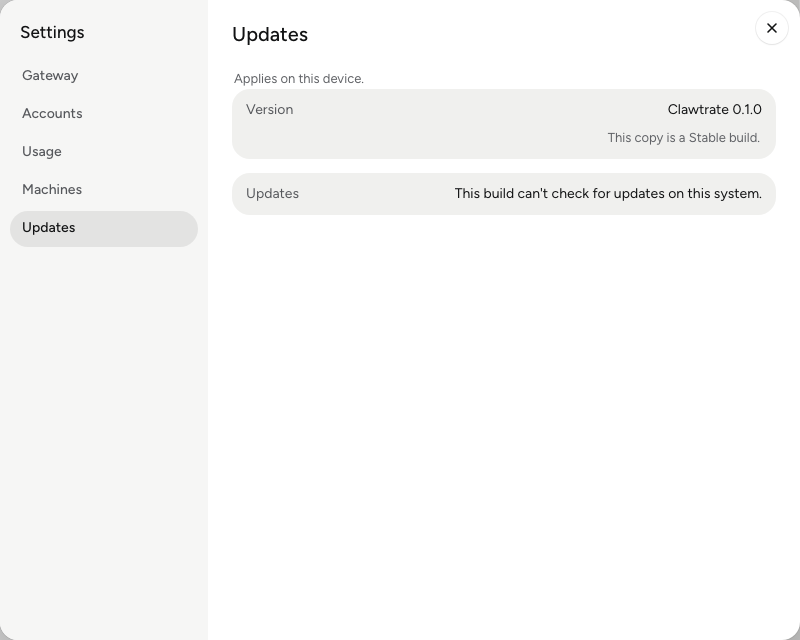 Settings
Gateway
Accounts
Usage
Machines
Updates
Updates
Applies on this device.
Version
Clawtrate 0.1.0
This copy is a Stable build.
Updates
This build can't check for updates on this system.